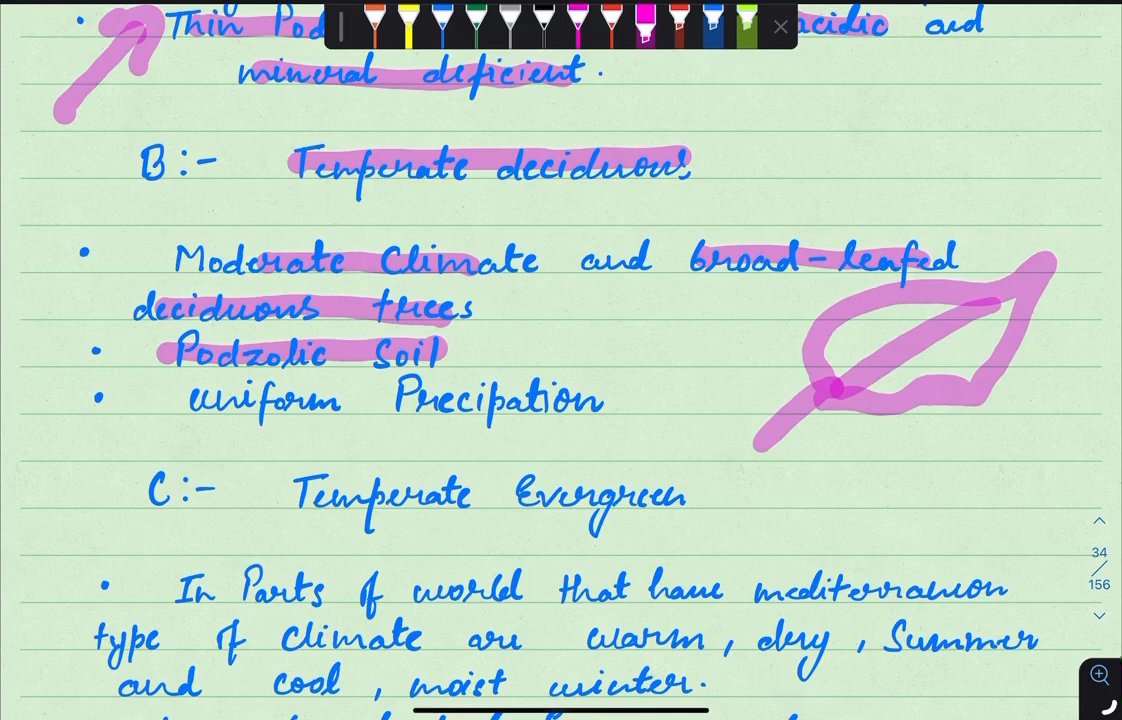 • Thin Pod acidic and
mineral deficient.
B:- Temperate deciduous
• Moderate Climate and broad-leafed
deciduous trees
• Podzolic Soil
• uniform Precipation
C:- Temperate Evergreen
34
156
• In Parts of world that have mediterranion
type of climate are warm, dry, Summer
and cool, moist winter.